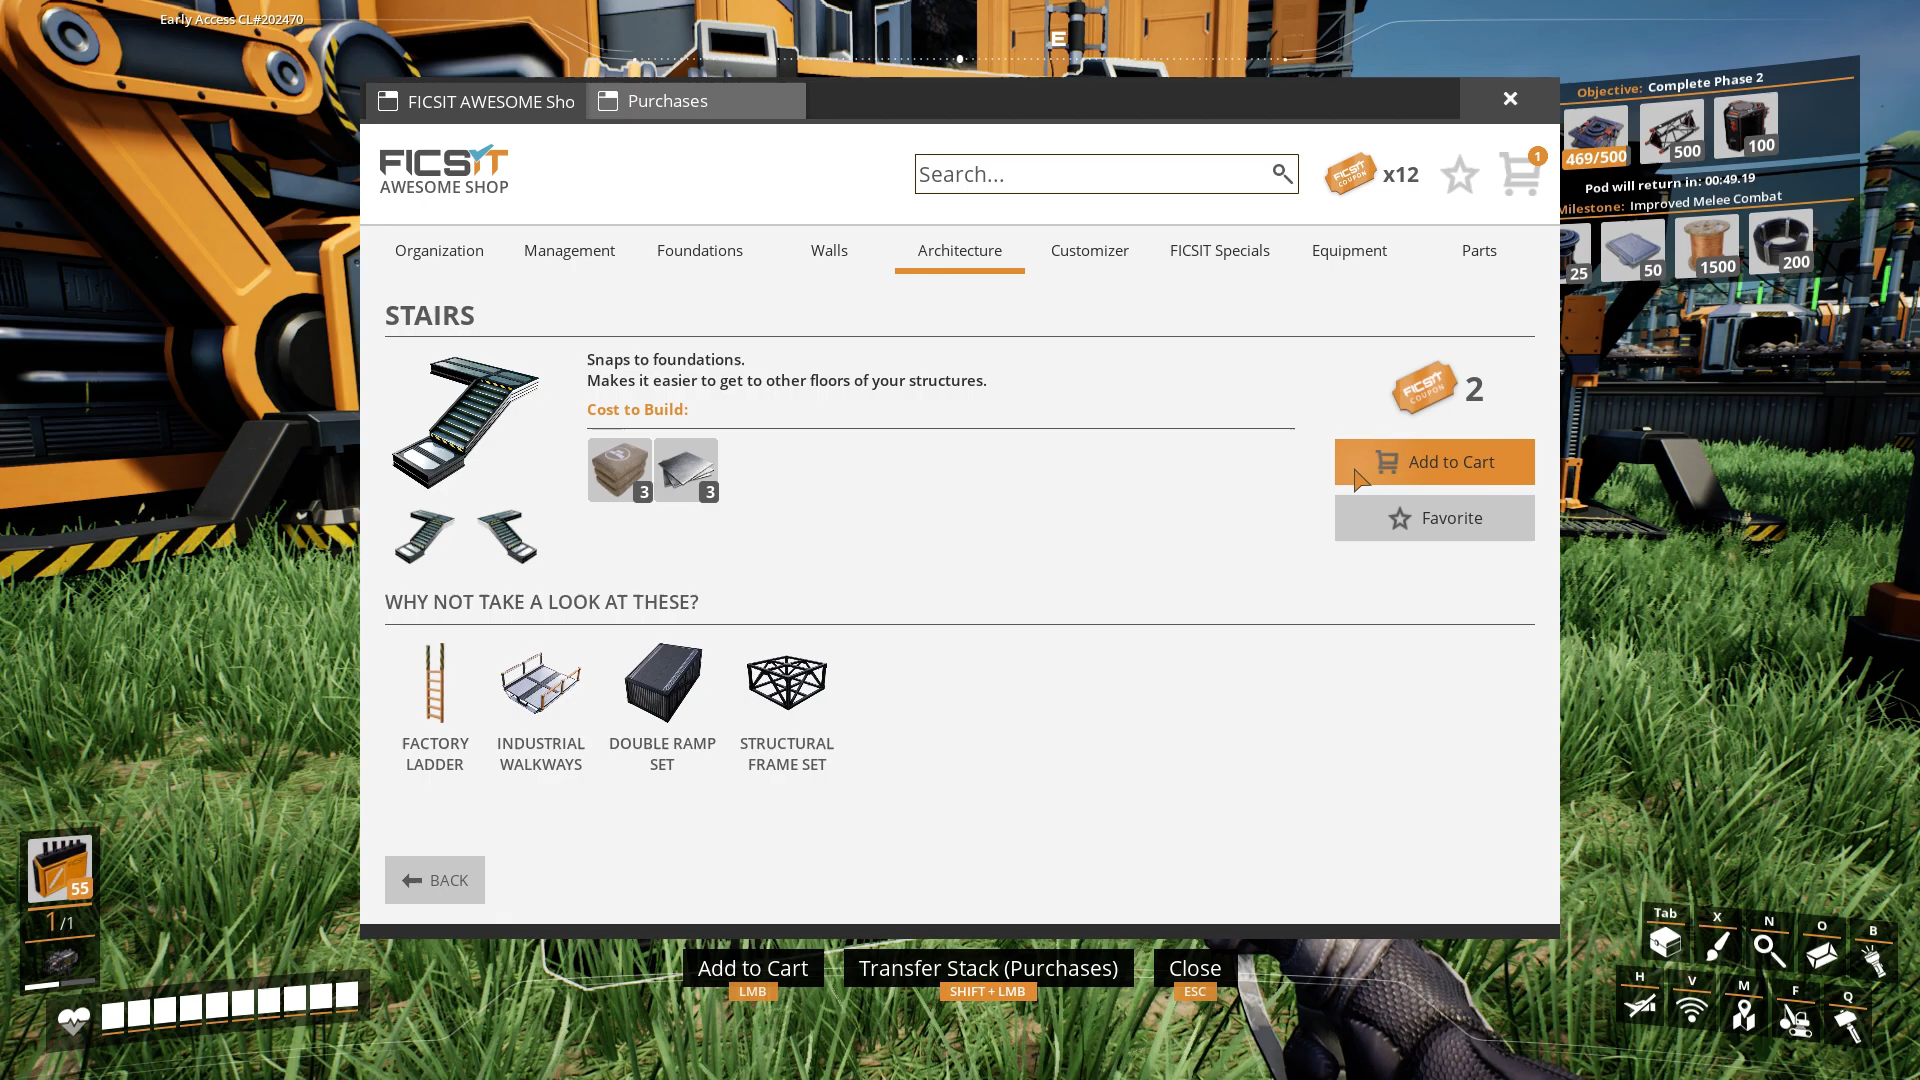 Early Access CL#202470
E
FICSIT AWESOME Sho
Purchases
Objective: Complete Phase 2
469/500
500
100
Pod will return in: 00:49.19
Milestone: Improved Melee Combat
25
50
1500
200
FICSIT
AWESOME SHOP
Search...
FICSIT
COUPON
x12
1
Organization
Management
Foundations
Walls
Architecture
Customizer
FICSIT Specials
Equipment
Parts
STAIRS
Snaps to foundations.
Makes it easier to get to other floors of your structures.
Cost to Build:
3
3
FICSIT
COUPON
2
Add to Cart
Favorite
WHY NOT TAKE A LOOK AT THESE?
FACTORY
LADDER
INDUSTRIAL
WALKWAYS
DOUBLE RAMP
SET
STRUCTURAL
FRAME SET
BACK
55
1/1
Add to Cart
LMB
Transfer Stack (Purchases)
SHIFT + LMB
Close
ESC
Tab
X
N
O
B
H
V
M
F
Q